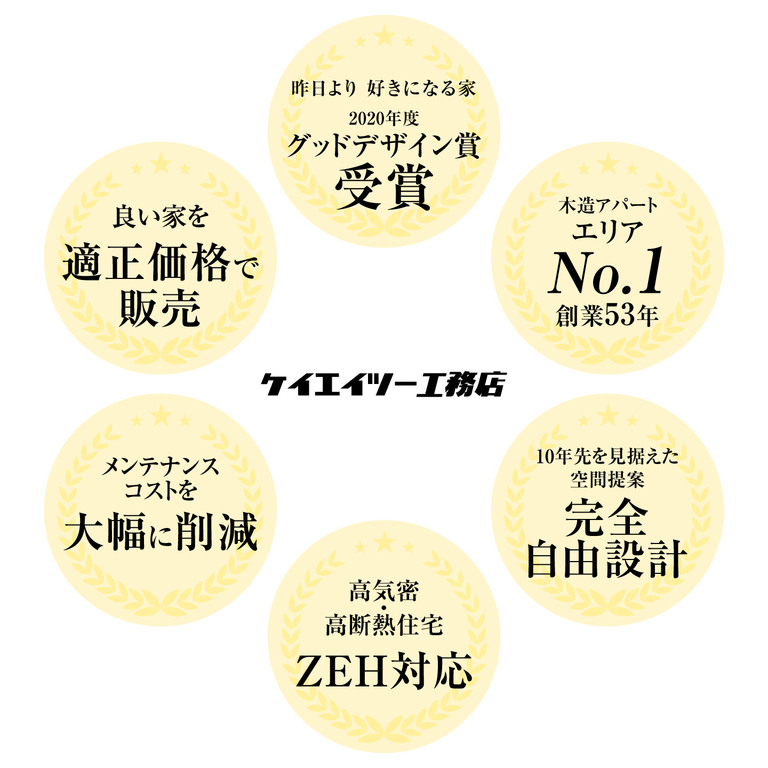 昨日より 好きになる家
2020年度
グッドデザイン賞
受賞
良い家を
適正価格で
販売
木造アパート
エリア
No.1
創業53年
ケイエイツー工務店
メンテナンス
コストを
大幅に削減
10年先を見据えた
空間提案
完全
自由設計
高気密・
高断熱住宅
ZEH対応